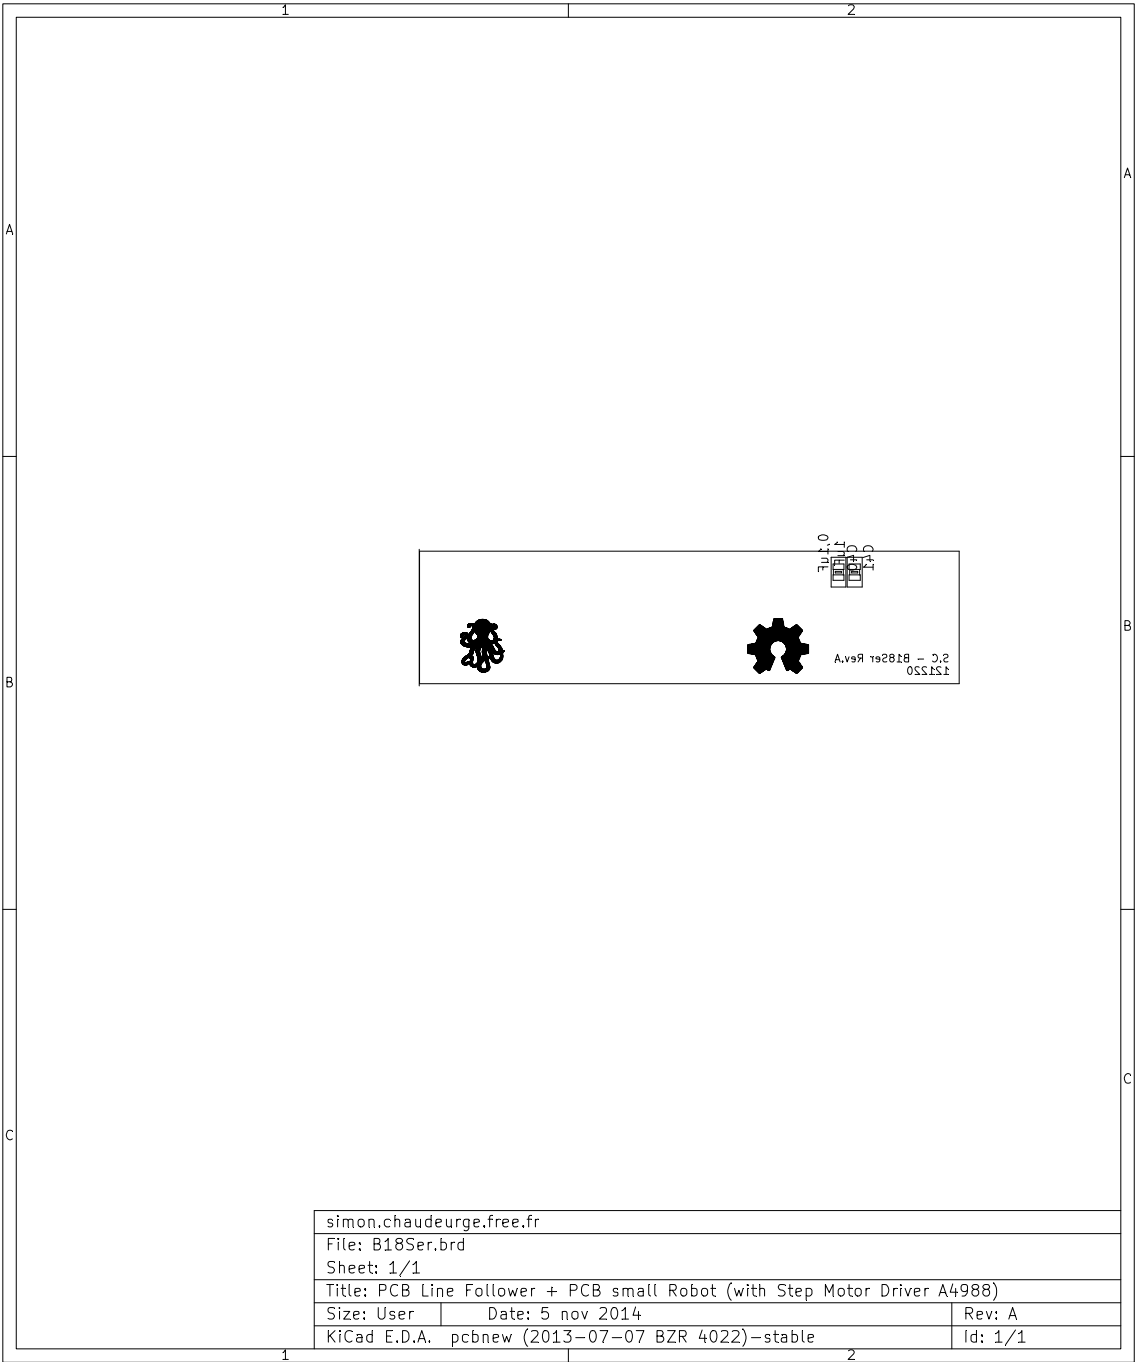 1 2
A A
0,1uF
1uF
C41
B B
S.C - B18Ser Rev.A
121220
C C
simon.chaudeurge.free.fr
File: B18Ser.brd
Sheet: 1/1
Title: PCB Line Follower + PCB small Robot (with Step Motor Driver A4988)
Size: User Date: 5 nov 2014 Rev: A
KiCad E.D.A. pcbnew (2013-07-07 BZR 4022)-stable Id: 1/1
1 2